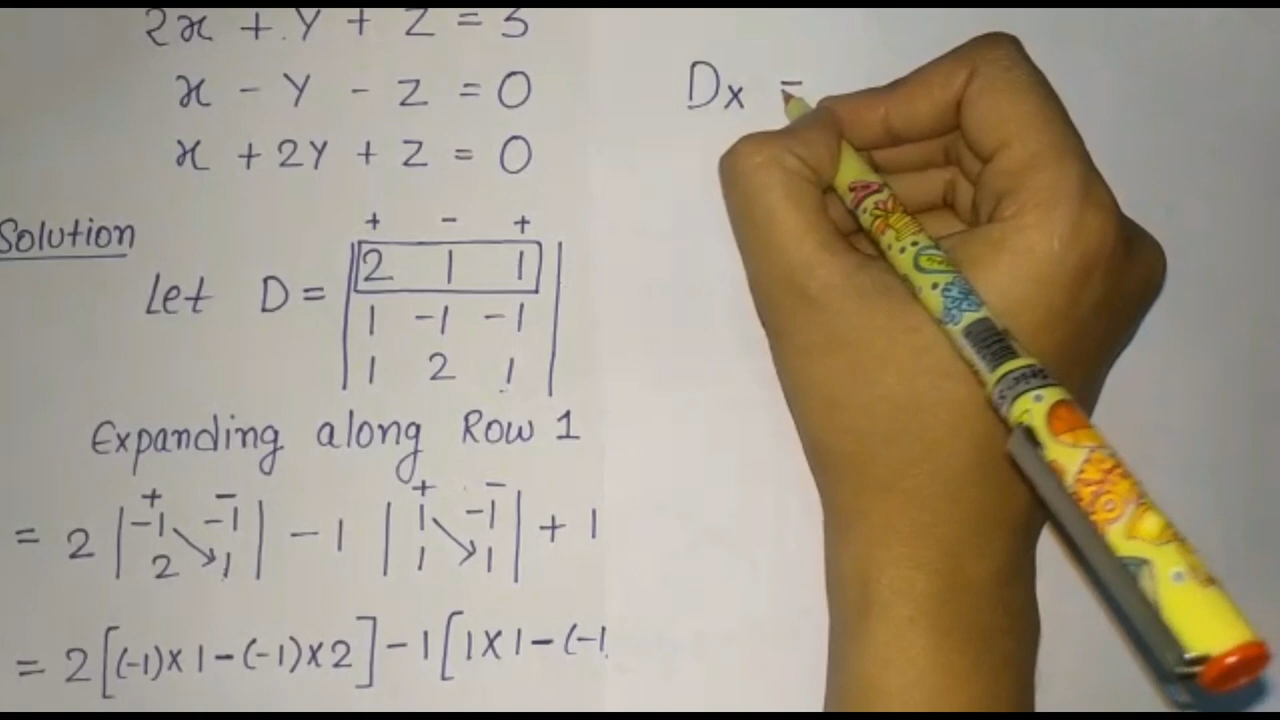 2x + y + z = 3
x - y - z = 0
x + 2y + z = 0
Solution
+ - +
Let D = | 2 1 1 |
| 1 -1 -1 |
| 1 2 1 |
Expanding along Row 1
+ - + -
= 2 | -1 -1 | - 1 | 1 -1 | + 1
| 2 1 | | 1 1 |
= 2 [(-1)×1-(-1)×2] - 1 [1×1-(-1
Dx =